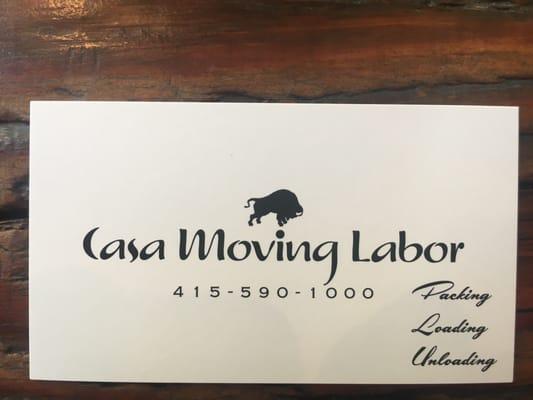 Casa Moving Labor
415-590-1000
Packing
Loading
Unloading